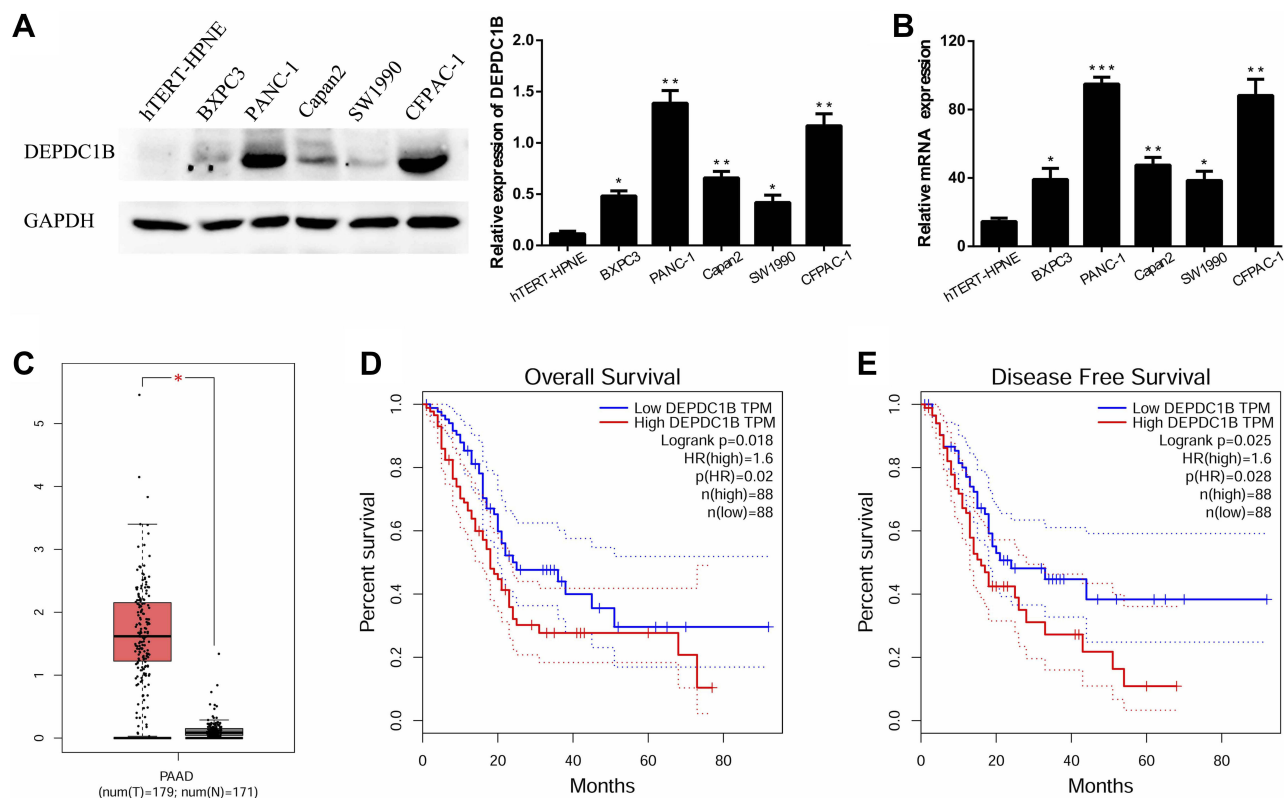 A
hTERT-HPNE
BXPC3
PANC-1
Capan2
SW1990
CFPAC-1
DEPDC1B
GAPDH
Relative expression of DEPDC1B
2.0
1.5
1.0
0.5
0.0
*
**
**
*
**
hTERT-HPNE
BXPC3
PANC-1
Capan2
SW1990
CFPAC-1
B
Relative mRNA expression
120
80
40
0
*
***
**
*
**
hTERT-HPNE
BXPC3
PANC-1
Capan2
SW1990
CFPAC-1
C
*
5
4
3
2
1
0
PAAD
(num(T)=179; num(N)=171)
D
Overall Survival
Low DEPDC1B TPM
High DEPDC1B TPM
Logrank p=0.018
HR(high)=1.6
p(HR)=0.02
n(high)=88
n(low)=88
Percent survival
1.0
0.8
0.6
0.4
0.2
0.0
0 20 40 60 80
Months
E
Disease Free Survival
Low DEPDC1B TPM
High DEPDC1B TPM
Logrank p=0.025
HR(high)=1.6
p(HR)=0.028
n(high)=88
n(low)=88
Percent survival
1.0
0.8
0.6
0.4
0.2
0.0
0 20 40 60 80
Months